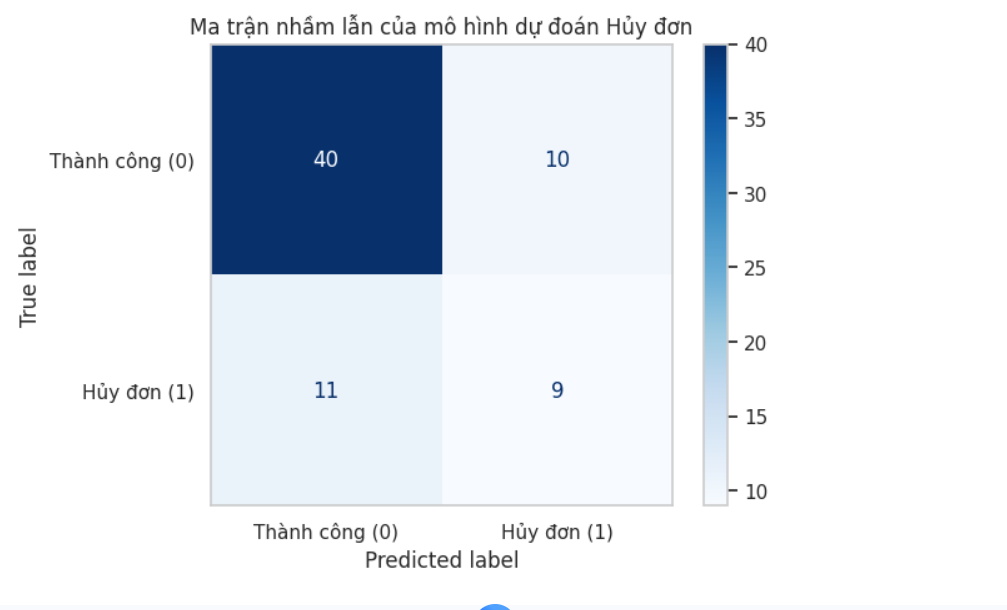 Ma trận nhầm lẫn của mô hình dự đoán Hủy đơn
40
35
30
25
20
15
10
True label
Thành công (0)
40
10
Hủy đơn (1)
11
9
Thành công (0)
Hủy đơn (1)
Predicted label